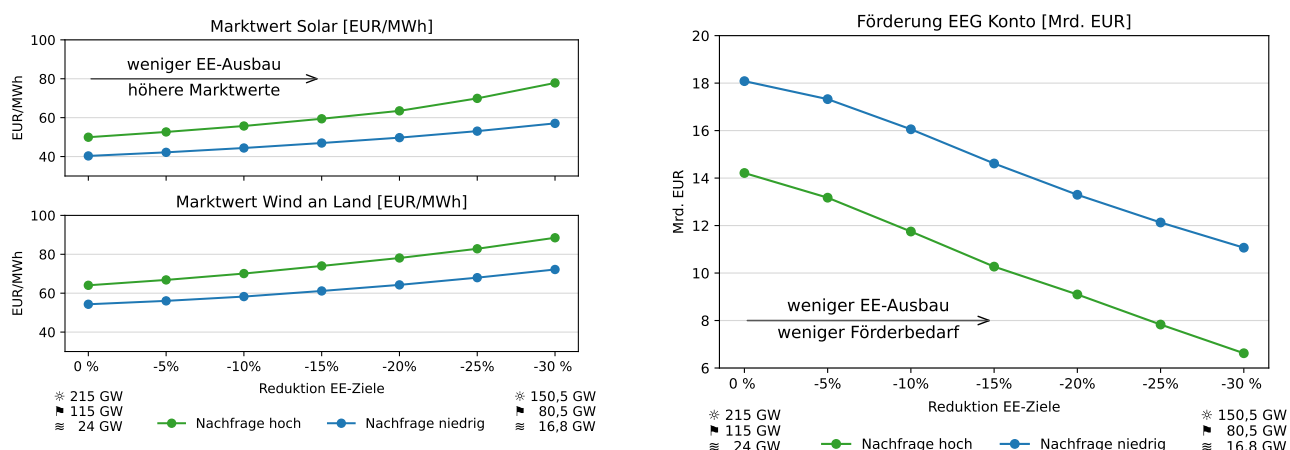 Marktwert Solar [EUR/MWh]
100
80
60
40
EUR/MWh
weniger EE-Ausbau
höhere Marktwerte
Marktwert Wind an Land [EUR/MWh]
100
80
60
40
EUR/MWh
0 % -5% -10% -15% -20% -25% -30 %
Reduktion EE-Ziele
☼ 215 GW
⚑ 115 GW
≋ 24 GW
☼ 150,5 GW
⚑ 80,5 GW
≋ 16,8 GW
Nachfrage hoch Nachfrage niedrig
Förderung EEG Konto [Mrd. EUR]
20
18
16
14
12
10
8
6
Mrd. EUR
weniger EE-Ausbau
weniger Förderbedarf
0 % -5% -10% -15% -20% -25% -30 %
Reduktion EE-Ziele
☼ 215 GW
⚑ 115 GW
≋ 24 GW
☼ 150,5 GW
⚑ 80,5 GW
≋ 16,8 GW
Nachfrage hoch Nachfrage niedrig